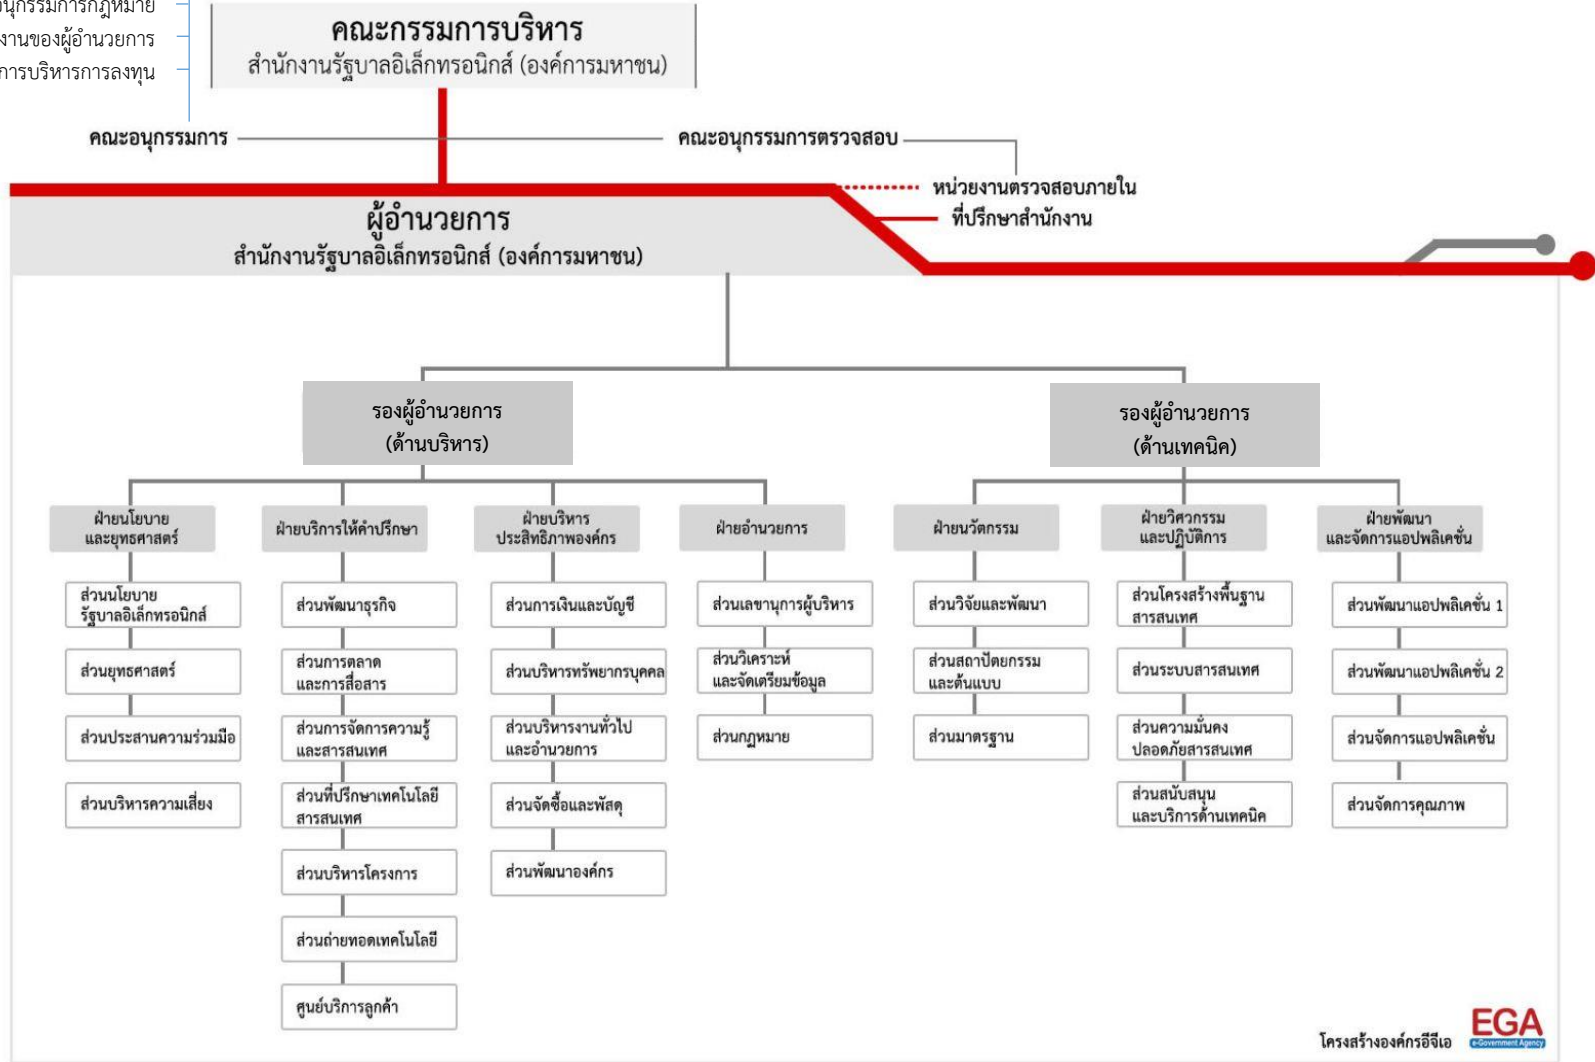 อนุกรรมการกฎหมาย
งานของผู้อำนวยการ
การบริหารการลงทุน
คณะกรรมการบริหาร
สำนักงานรัฐบาลอิเล็กทรอนิกส์ (องค์การมหาชน)
คณะอนุกรรมการ
คณะอนุกรรมการตรวจสอบ
หน่วยงานตรวจสอบภายใน
ที่ปรึกษาสำนักงาน
ผู้อำนวยการ
สำนักงานรัฐบาลอิเล็กทรอนิกส์ (องค์การมหาชน)
รองผู้อำนวยการ
(ด้านบริหาร)
รองผู้อำนวยการ
(ด้านเทคนิค)
ฝ่ายนโยบาย
และยุทธศาสตร์
ส่วนนโยบาย
รัฐบาลอิเล็กทรอนิกส์
ส่วนยุทธศาสตร์
ส่วนประสานความร่วมมือ
ส่วนบริหารความเสี่ยง
ฝ่ายบริการให้คำปรึกษา
ส่วนพัฒนาธุรกิจ
ส่วนการตลาด
และการสื่อสาร
ส่วนการจัดการความรู้
และสารสนเทศ
ส่วนที่ปรึกษาเทคโนโลยี
สารสนเทศ
ส่วนบริหารโครงการ
ส่วนถ่ายทอดเทคโนโลยี
ศูนย์บริการลูกค้า
ฝ่ายบริหาร
ประสิทธิภาพองค์กร
ส่วนการเงินและบัญชี
ส่วนบริหารทรัพยากรบุคคล
ส่วนบริหารงานทั่วไป
และอำนวยการ
ส่วนจัดซื้อและพัสดุ
ส่วนพัฒนาองค์กร
ฝ่ายอำนวยการ
ส่วนเลขานุการผู้บริหาร
ส่วนวิเคราะห์
และจัดเตรียมข้อมูล
ส่วนกฎหมาย
ฝ่ายนวัตกรรม
ส่วนวิจัยและพัฒนา
ส่วนสถาปัตยกรรม
และต้นแบบ
ส่วนมาตรฐาน
ฝ่ายวิศวกรรม
และปฏิบัติการ
ส่วนโครงสร้างพื้นฐาน
สารสนเทศ
ส่วนระบบสารสนเทศ
ส่วนความมั่นคง
ปลอดภัยสารสนเทศ
ส่วนสนับสนุน
และบริการด้านเทคนิค
ฝ่ายพัฒนา
และจัดการแอปพลิเคชั่น
ส่วนพัฒนาแอปพลิเคชั่น 1
ส่วนพัฒนาแอปพลิเคชั่น 2
ส่วนจัดการแอปพลิเคชั่น
ส่วนจัดการคุณภาพ
โครงสร้างองค์กรอีจีเอ
EGA
e-Government Agency